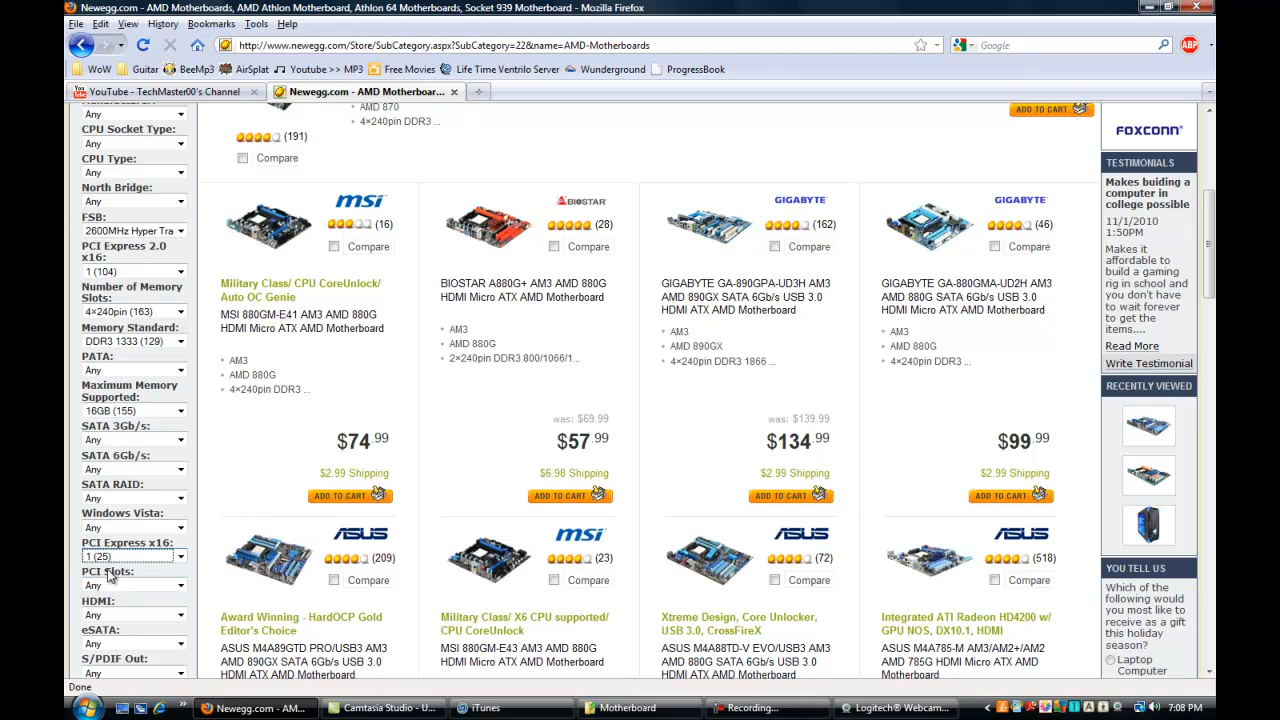 Newegg.com - AMD Motherboards, AMD Athlon Motherboard, Athlon 64 Motherboards, Socket 939 Motherboard - Mozilla Firefox
File Edit View History Bookmarks Tools Help
http://www.newegg.com/Store/SubCategory.aspx?SubCategory=22&name=AMD-Motherboards
Google
ABP
WoW Guitar BeeMp3 AirSplat Youtube >> MP3 Free Movies Life Time Ventrilo Server Wunderground ProgressBook
YouTube - TechMaster00's Channel
Newegg.com - AMD Motherboar...
Any
CPU Socket Type:
Any
CPU Type:
Any
North Bridge:
Any
FSB:
2600MHz Hyper Tra
PCI Express 2.0
x16:
1 (104)
Number of Memory
Slots:
4×240pin (163)
Memory Standard:
DDR3 1333 (129)
PATA:
Any
Maximum Memory
Supported:
16GB (155)
SATA 3Gb/s:
Any
SATA 6Gb/s:
Any
SATA RAID:
Any
Windows Vista:
Any
PCI Express x16:
1 (25)
PCI Slots:
Any
HDMI:
Any
eSATA:
Any
S/PDIF Out:
Any
AMD 870
4×240pin DDR3 ...
(191)
Compare
ADD TO CART
msi
(16)
Compare
Military Class/ CPU CoreUnlock/
Auto OC Genie
MSI 880GM-E41 AM3 AMD 880G
HDMI Micro ATX AMD Motherboard
AM3
AMD 880G
4×240pin DDR3 ...
$74.99
$2.99 Shipping
ADD TO CART
BIOSTAR
(28)
Compare
BIOSTAR A880G+ AM3 AMD 880G
HDMI Micro ATX AMD Motherboard
AM3
AMD 880G
2×240pin DDR3 800/1066/1...
was: $69.99
$57.99
$6.98 Shipping
ADD TO CART
GIGABYTE
(162)
Compare
GIGABYTE GA-890GPA-UD3H AM3
AMD 890GX SATA 6Gb/s USB 3.0
HDMI ATX AMD Motherboard
AM3
AMD 890GX
4×240pin DDR3 1866 ...
was: $139.99
$134.99
$2.99 Shipping
ADD TO CART
GIGABYTE
(46)
Compare
GIGABYTE GA-880GMA-UD2H AM3
AMD 880G SATA 6Gb/s USB 3.0
HDMI Micro ATX AMD Motherboard
AM3
AMD 880G
4×240pin DDR3 ...
$99.99
$2.99 Shipping
ADD TO CART
ASUS
(209)
Compare
Award Winning - HardOCP Gold
Editor's Choice
ASUS M4A89GTD PRO/USB3 AM3
AMD 890GX SATA 6Gb/s USB 3.0
HDMI ATX AMD Motherboard
msi
(23)
Compare
Military Class/ X6 CPU supported/
CPU CoreUnlock
MSI 880GM-E43 AM3 AMD 880G
HDMI Micro ATX AMD Motherboard
ASUS
(72)
Compare
Xtreme Design, Core Unlocker,
USB 3.0, CrossFireX
ASUS M4A88TD-V EVO/USB3 AM3
AMD 880G SATA 6Gb/s USB 3.0
HDMI ATX AMD Motherboard
ASUS
(518)
Compare
Integrated ATI Radeon HD4200 w/
GPU NOS, DX10.1, HDMI
ASUS M4A785-M AM3/AM2+/AM2
AMD 785G HDMI Micro ATX AMD
Motherboard
FOXCONN
TESTIMONIALS
Makes buiding a
computer in
college possible
11/1/2010
1:50PM
Makes it
affordable to
build a gaming
rig in school and
you don't have
to wait forever
to get the
items....
Read More
Write Testimonial
RECENTLY VIEWED
YOU TELL US
Which of the
following would
you most like to
receive as a gift
this holiday
season?
Laptop
Computer
Done
Newegg.com - AM...
Camtasia Studio - U...
iTunes
Motherboard
Recording...
Logitech® Webcam...
7:08 PM